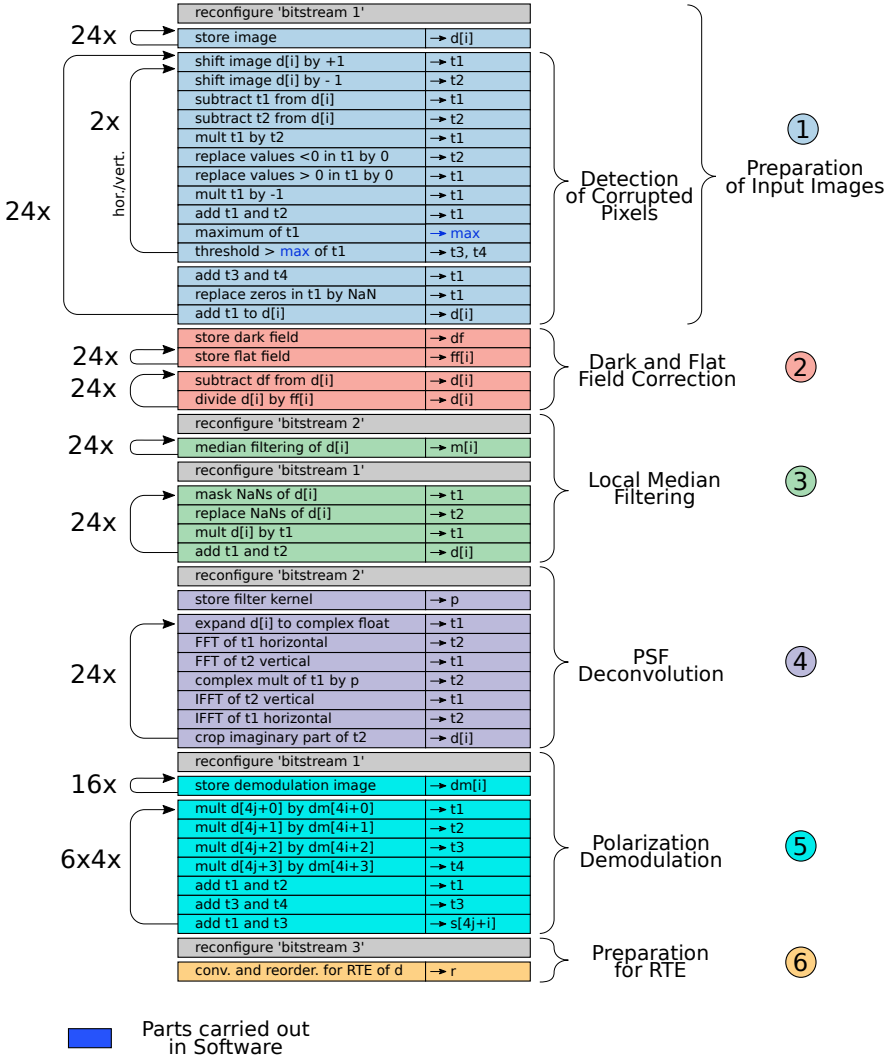 reconfigure 'bitstream 1'
24x
store image → d[i]
shift image d[i] by +1 → t1
shift image d[i] by - 1 → t2
subtract t1 from d[i] → t1
subtract t2 from d[i] → t2
mult t1 by t2 → t1
replace values <0 in t1 by 0 → t2
replace values > 0 in t1 by 0 → t1
mult t1 by -1 → t1
add t1 and t2 → t1
maximum of t1 → max
threshold > max of t1 → t3, t4
2x
hor./vert.
24x
add t3 and t4 → t1
replace zeros in t1 by NaN → t1
add t1 to d[i] → d[i]
Detection
of Corrupted
Pixels
1
Preparation
of Input Images
store dark field → df
24x
store flat field → ff[i]
24x
subtract df from d[i] → d[i]
divide d[i] by ff[i] → d[i]
Dark and Flat
Field Correction
2
reconfigure 'bitstream 2'
24x
median filtering of d[i] → m[i]
reconfigure 'bitstream 1'
24x
mask NaNs of d[i] → t1
replace NaNs of d[i] → t2
mult d[i] by t1 → t1
add t1 and t2 → d[i]
Local Median
Filtering
3
reconfigure 'bitstream 2'
store filter kernel → p
24x
expand d[i] to complex float → t1
FFT of t1 horizontal → t2
FFT of t2 vertical → t1
complex mult of t1 by p → t2
IFFT of t2 vertical → t1
IFFT of t1 horizontal → t2
crop imaginary part of t2 → d[i]
PSF
Deconvolution
4
reconfigure 'bitstream 1'
16x
store demodulation image → dm[i]
6x4x
mult d[4j+0] by dm[4i+0] → t1
mult d[4j+1] by dm[4i+1] → t2
mult d[4j+2] by dm[4i+2] → t3
mult d[4j+3] by dm[4i+3] → t4
add t1 and t2 → t1
add t3 and t4 → t3
add t1 and t3 → s[4j+i]
Polarization
Demodulation
5
reconfigure 'bitstream 3'
conv. and reorder. for RTE of d → r
Preparation
for RTE
6
Parts carried out
in Software